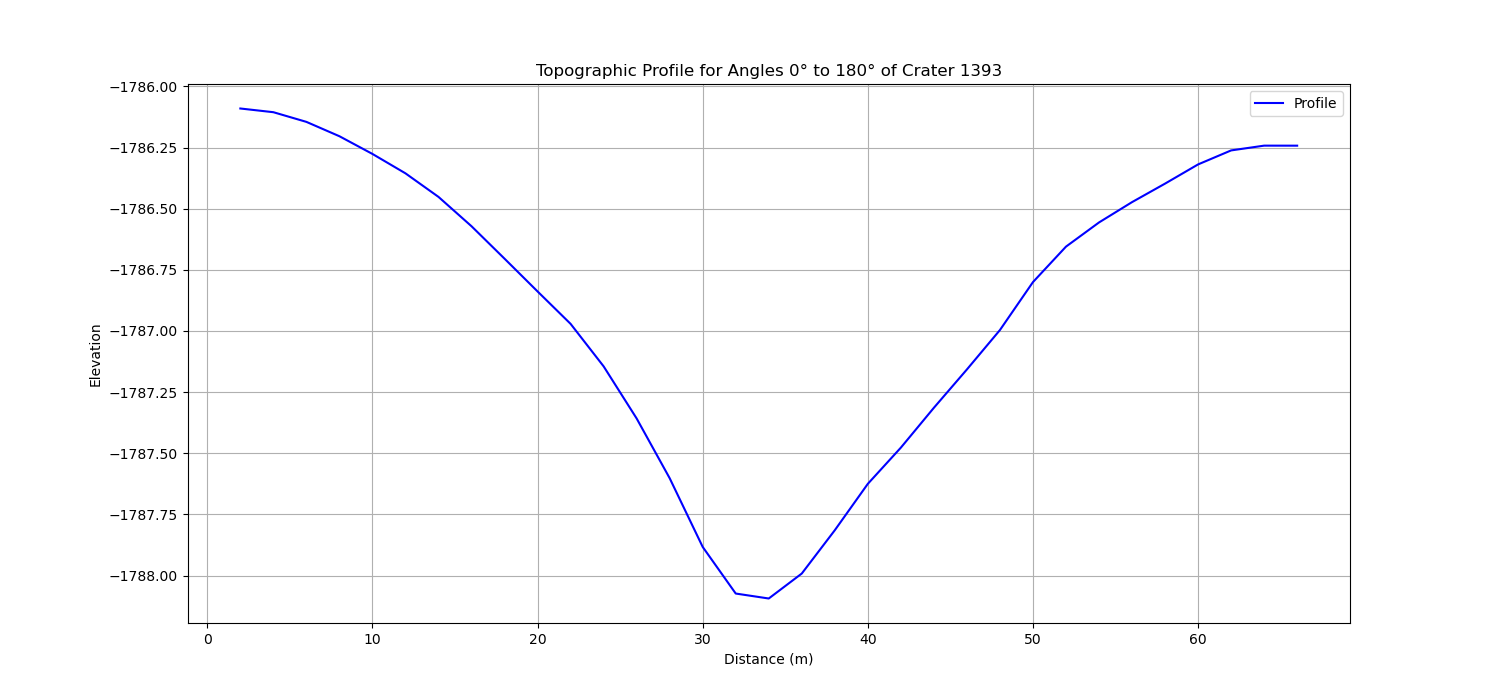 Topographic Profile for Angles 0° to 180° of Crater 1393
Profile
Elevation
−1786.00
−1786.25
−1786.50
−1786.75
−1787.00
−1787.25
−1787.50
−1787.75
−1788.00
0 10 20 30 40 50 60
Distance (m)